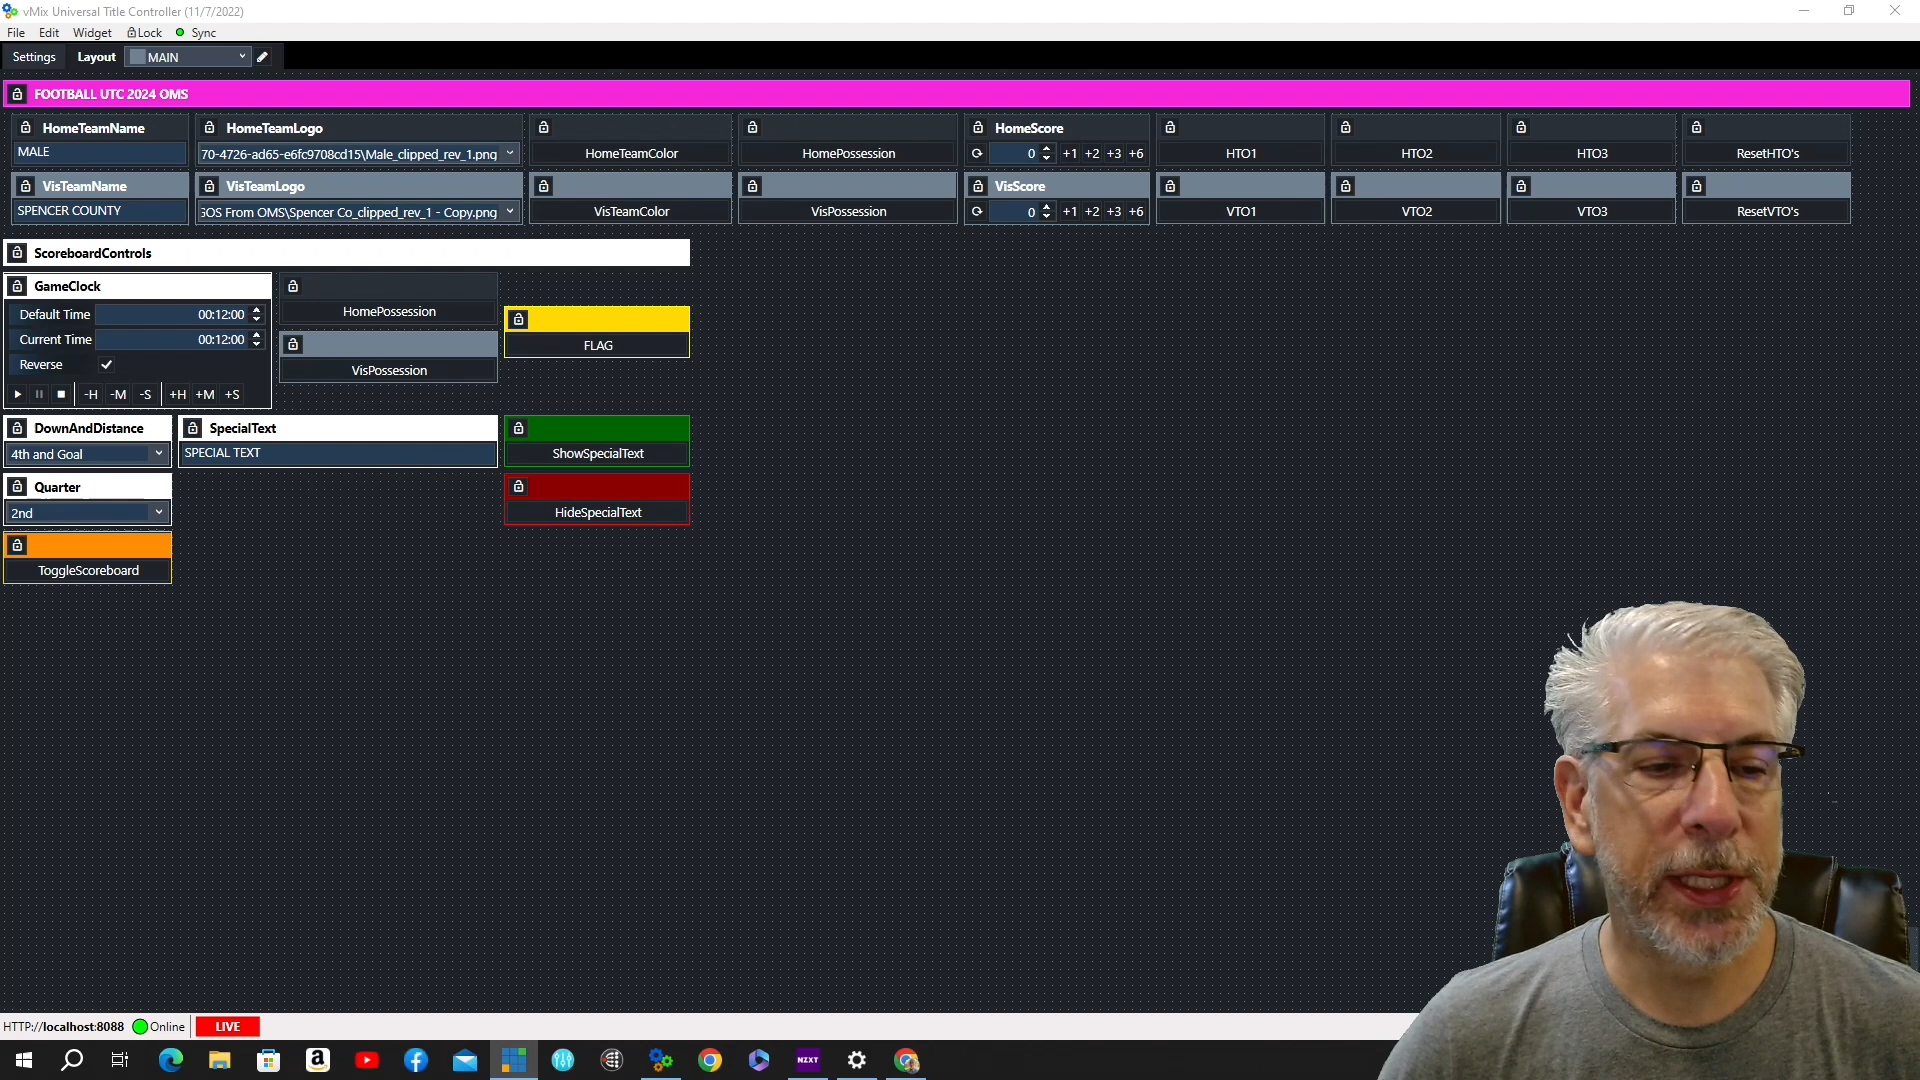 vMix Universal Title Controller (11/7/2022)
File Edit Widget Lock Sync
Settings Layout MAIN
FOOTBALL UTC 2024 OMS
HomeTeamName HomeTeamLogo HomeScore
MALE 70-4726-ad65-e6fc9708cd15\Male_clipped_rev_1.png HomeTeamColor HomePossession 0 +1 +2 +3 +6 HTO1 HTO2 HTO3 ResetHTO's
VisTeamName VisTeamLogo VisScore
SPENCER COUNTY GOS From OMS\Spencer Co_clipped_rev_1 - Copy.png VisTeamColor VisPossession 0 +1 +2 +3 +6 VTO1 VTO2 VTO3 ResetVTO's
ScoreboardControls
GameClock
Default Time 00:12:00 HomePossession
Current Time 00:12:00 FLAG
Reverse VisPossession
-H -M -S +H +M +S
DownAndDistance SpecialText
4th and Goal SPECIAL TEXT ShowSpecialText
Quarter
2nd HideSpecialText
ToggleScoreboard
HTTP://localhost:8088 Online LIVE
NZXT